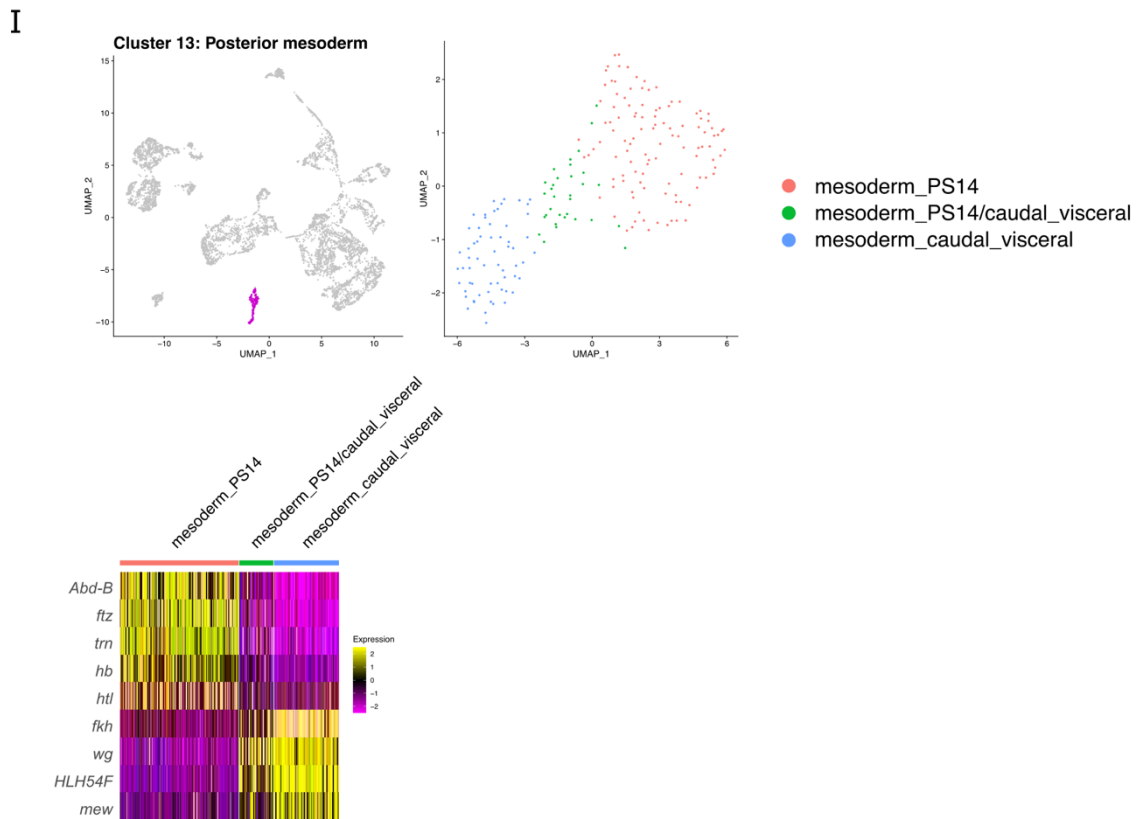 I
Cluster 13: Posterior mesoderm
15
10
5
0
−5
−10
UMAP_2
−10
−5
0
5
10
UMAP_1
2
1
0
−1
−2
UMAP_2
−6
−3
0
3
6
UMAP_1
mesoderm_PS14
mesoderm_PS14/caudal_visceral
mesoderm_caudal_visceral
mesoderm_PS14
mesoderm_PS14/caudal_visceral
mesoderm_caudal_visceral
Abd-B
ftz
trn
hb
htl
fkh
wg
HLH54F
mew
Expression
2
1
0
−1
−2